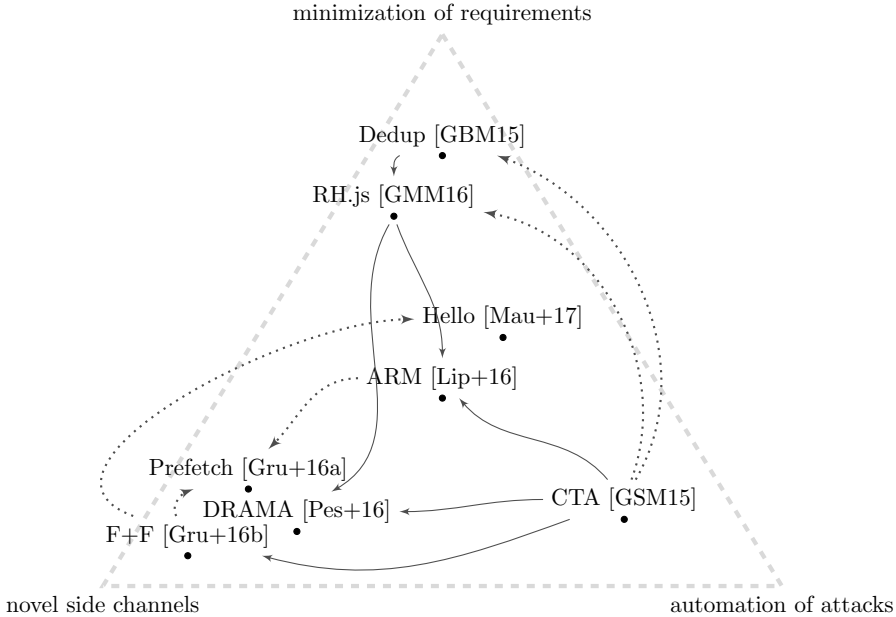 minimization of requirements
Dedup [GBM15]
RH.js [GMM16]
Hello [Mau+17]
ARM [Lip+16]
Prefetch [Gru+16a]
CTA [GSM15]
DRAMA [Pes+16]
F+F [Gru+16b]
novel side channels
automation of attacks